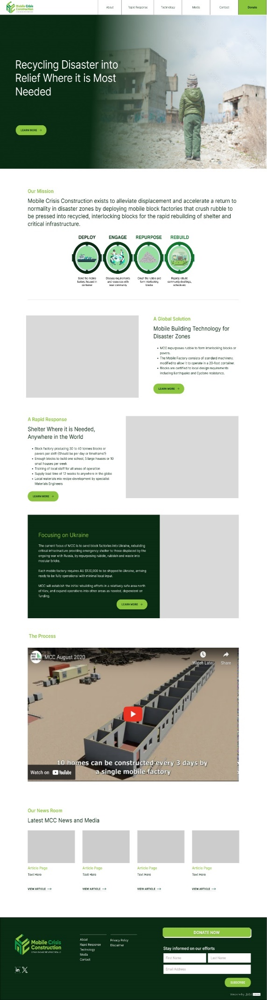 Mobile Crisis
Construction
About
Rapid Response
Technology
Media
Contact
Donate
Recycling Disaster into
Relief Where it is Most
Needed
LEARN MORE →
Our Mission
Mobile Crisis Construction exists to alleviate displacement and accelerate a return to
normality in disaster zones by deploying mobile block factories that crush rubble to
be pressed into recycled, interlocking blocks for the rapid rebuilding of shelter and
critical infrastructure.
DEPLOY
ENGAGE
REPURPOSE
REBUILD
Send the mobile
factory, housed in
container
Discuss requirements
and resources with
local community
Crush the rubble and
form interlocking
blocks
Rapidly rebuild
community dwellings,
schools etc
A Global Solution
Mobile Building Technology for
Disaster Zones
• MCC repurposes rubble to form interlocking blocks or
pavers.
• The Mobile Factory consists of standard machinery,
modified to allow it to operate in a 20-foot container.
• Blocks are certified to local design requirements
including Earthquake and Cyclone resistance.
LEARN MORE →
A Rapid Response
Shelter Where it is Needed,
Anywhere in the World
• Block factory producing 30 to 40 tonnes blocks or
pavers per shift (Should be per day or timeframe?)
• Enough blocks to build one school, 5 large houses or 10
small houses per week
• Training of local staff for all areas of operation
• Supply lead time of 12 weeks to anywhere in the globe
• Local materials mix recipe development by specialist
Materials Engineers
LEARN MORE →
Focusing on Ukraine
The current focus of MCC is to send block factories into Ukraine, rebuilding
critical infrastructure providing emergency shelter to those displaced by the
ongoing war with Russia, by repurposing rubble, rubbish and waste into
modular bricks.
Each mobile factory requires AU $120,000 to be shipped to Ukraine, arriving
ready to be fully operational with minimal local input.
MCC will establish the initial rebuilding efforts in a relatively safe area north
of Kiev, and expand operations into other areas as needed, dependent on
funding.
LEARN MORE →
The Process
MOBILE
CRISIS
CONSTRUCTION
MCC August 2020
Watch Later
Share
10 homes can be constructed every 3 days by
a single mobile factory
Watch on YouTube
Our News Room
Latest MCC News and Media
Article Page
Text Here
VIEW ARTICLE →
Article Page
Text Here
VIEW ARTICLE →
Article Page
Text Here
VIEW ARTICLE →
Article Page
Text Here
VIEW ARTICLE →
Mobile Crisis
Construction
DEPLOY ENGAGE REPURPOSE REBUILD
in X
About
Rapid Response
Technology
Media
Contact
Privacy Policy
Disclaimer
DONATE NOW
Stay informed on our efforts
First Name
Last Name
Email Address
SUBSCRIBE
Website by